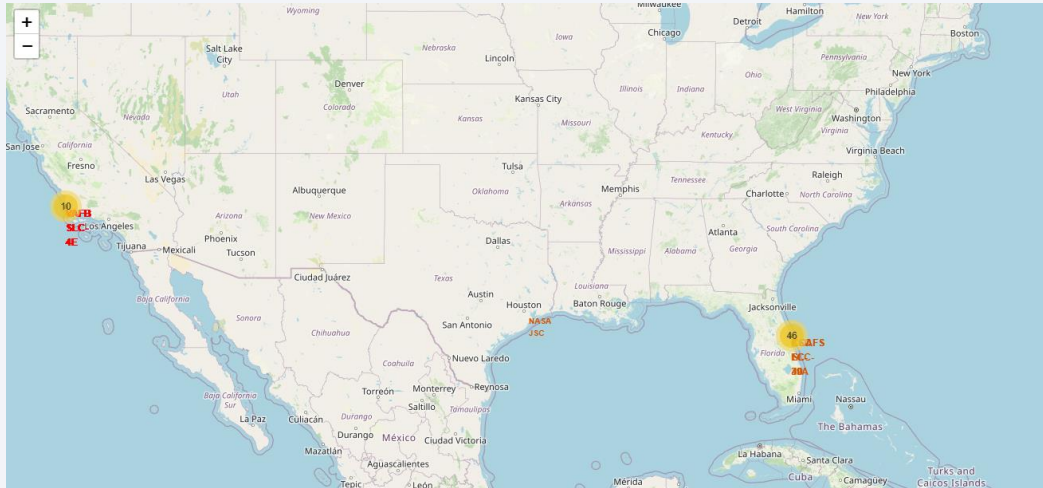 +
−
Wyoming
Milwaukee
Hamilton
Detroit
New York
Chicago
Boston
Iowa
Nebraska
Salt Lake
City
Lincoln
Pennsylvania
New York
Ohio
Denver
Utah
Illinois
Indiana
Philadelphia
Kansas City
Colorado
Sacramento
Nevada
West Virginia
Washington
Kansas
Missouri
Virginia
Kentucky
San Jose
California
Virginia Beach
Fresno
Tulsa
Las Vegas
Raleigh
Tennessee
Albuquerque
Oklahoma
Memphis
Charlotte
North Carolina
10
Arkansas
Arizona
New Mexico
Los Angeles
South Carolina
Atlanta
Phoenix
Dallas
Tijuana
Mexicali
Tucson
Mississippi
Alabama
Georgia
Ciudad Juárez
Texas
Louisiana
Baja California
Austin
Houston
Baton Rouge
Jacksonville
Sonora
NASA
JSC
San Antonio
Chihuahua
46
Florida
Nuevo Laredo
Coahuila
Reynosa
Monterrey
Torreón
Baja California
Sur
Miami
Nassau
Saltillo
Tamaulipas
La Paz
Culiacán
Durango
The Bahamas
Durango
México
Ciudad Victoria
Mazatlán
La Habana
Santa Clara
Aguascalientes
Turks and
Caicos Islands
Cuba
Camaguey
Tepic
León
Mérida